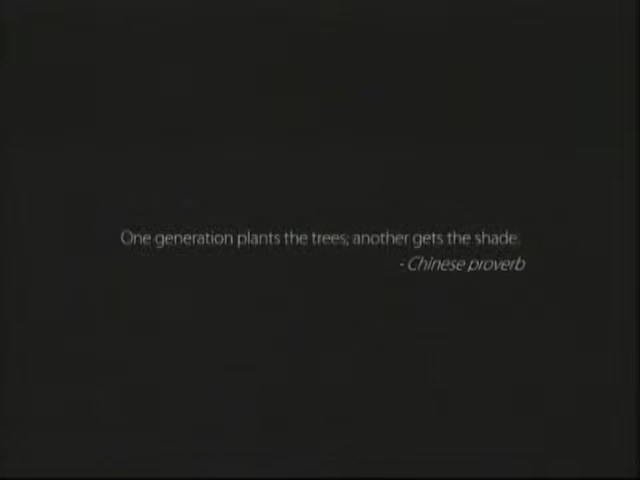 One generation plants the trees; another gets the shade.
- Chinese proverb